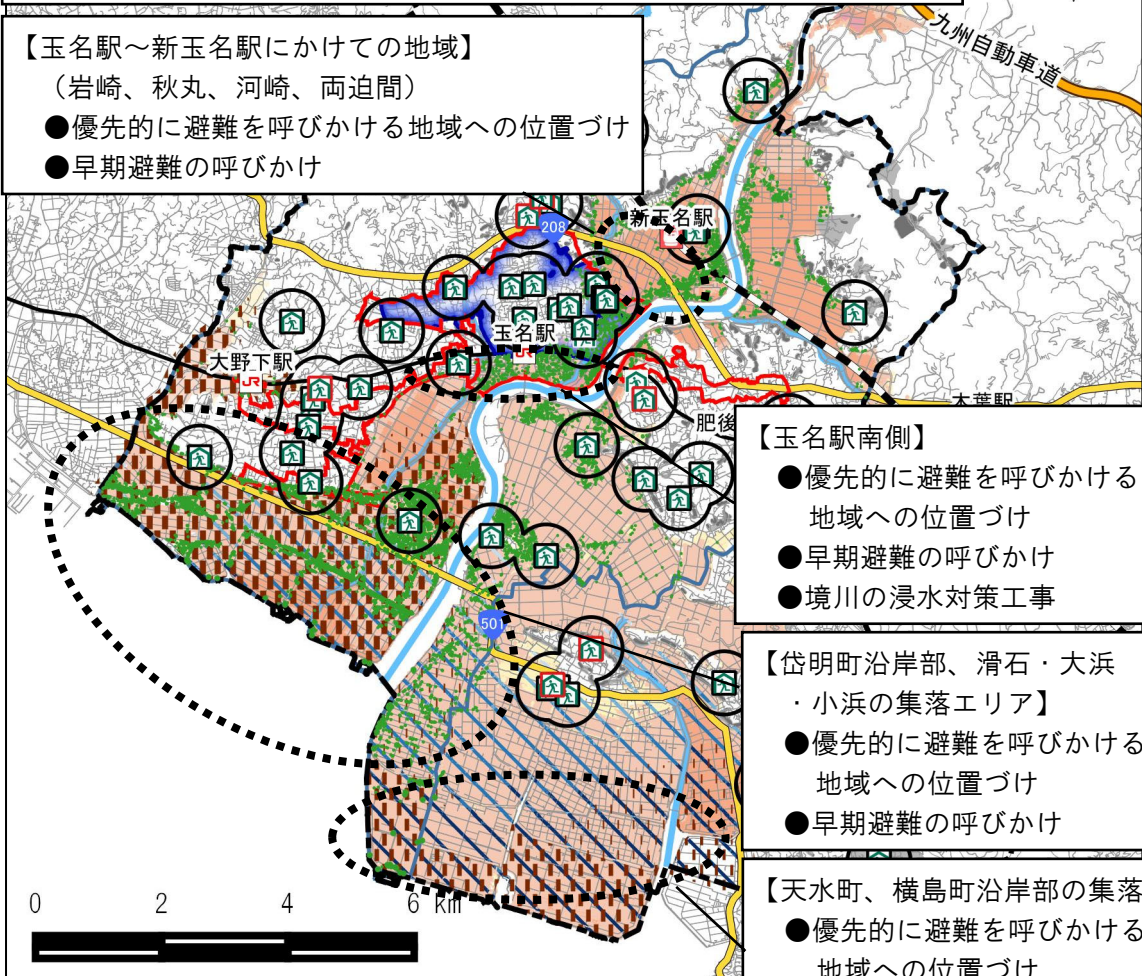 【玉名駅~新玉名駅にかけての地域】
（岩崎、秋丸、河崎、両迫間）
●優先的に避難を呼びかける地域への位置づけ
●早期避難の呼びかけ
九州自動車道
新玉名駅
208
玉名駅
大野下駅
JR
木葉駅
肥後
【玉名駅南側】
●優先的に避難を呼びかける
地域への位置づけ
●早期避難の呼びかけ
●境川の浸水対策工事
501
【岱明町沿岸部、滑石・大浜
・小浜の集落エリア】
●優先的に避難を呼びかける
地域への位置づけ
●早期避難の呼びかけ
【天水町、横島町沿岸部の集落
●優先的に避難を呼びかける
地域への位置づけ
0 2 4 6 km